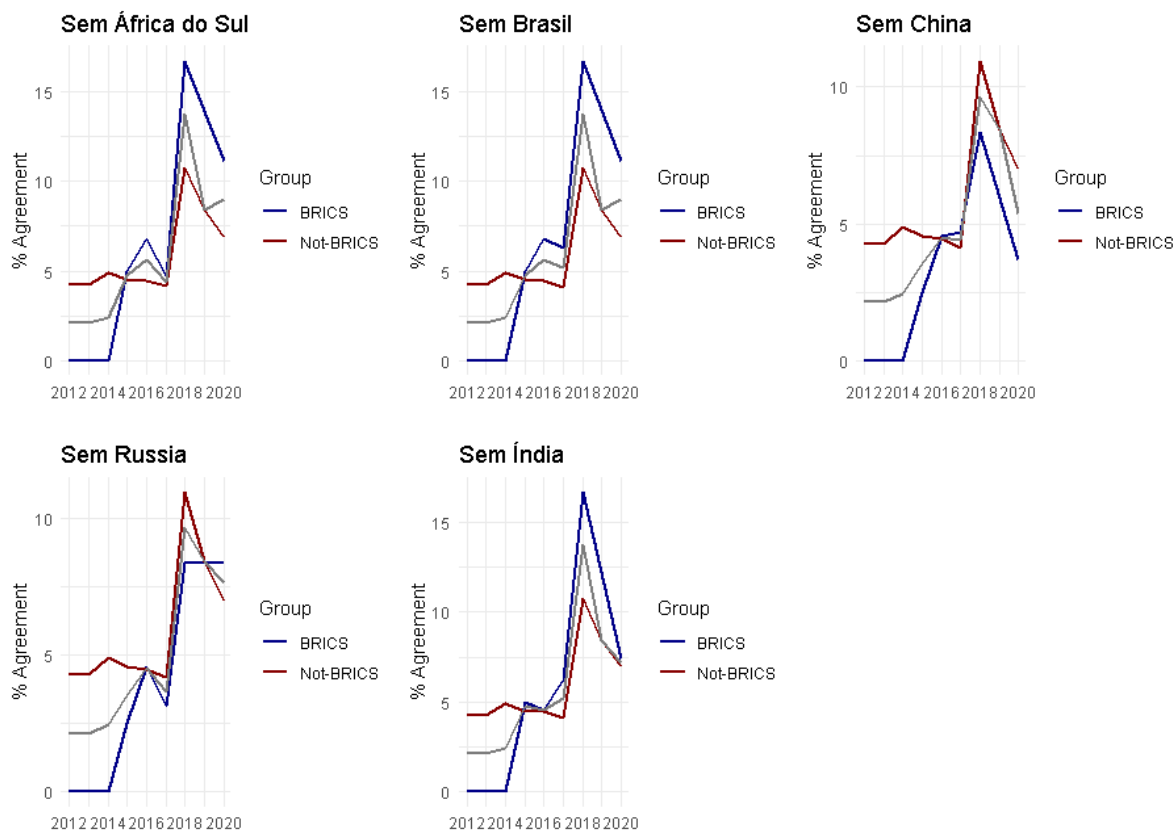 Sem África do Sul
% Agreement
15
10
5
0
2012 2014 2016 2018 2020
Group
BRICS
Not-BRICS
Sem Brasil
% Agreement
15
10
5
0
2012 2014 2016 2018 2020
Group
BRICS
Not-BRICS
Sem China
% Agreement
10
5
0
2012 2014 2016 2018 2020
Group
BRICS
Not-BRICS
Sem Russia
% Agreement
10
5
0
2012 2014 2016 2018 2020
Group
BRICS
Not-BRICS
Sem Índia
% Agreement
15
10
5
0
2012 2014 2016 2018 2020
Group
BRICS
Not-BRICS